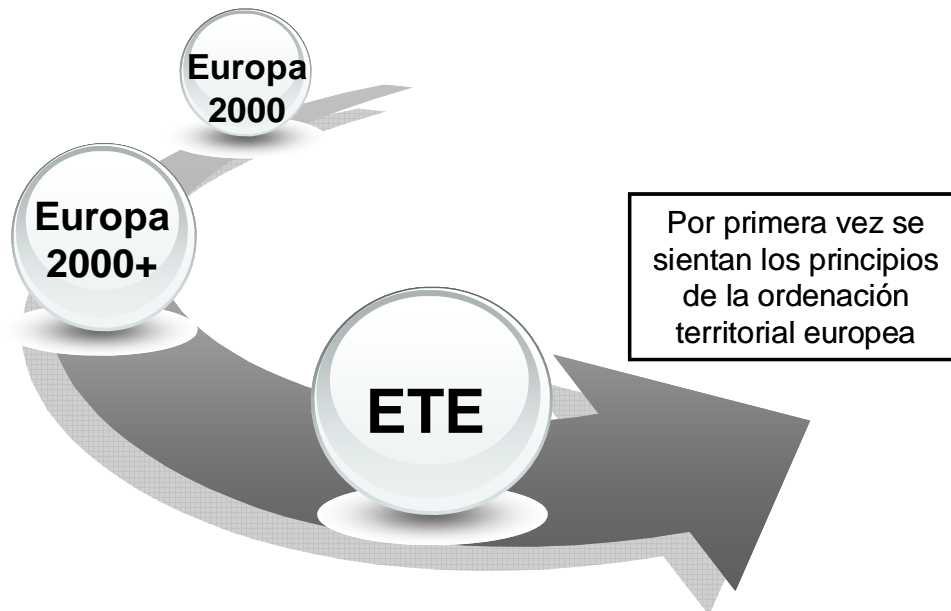 Europa
2000
Europa
2000+
ETE
Por primera vez se
sientan los principios
de la ordenación
territorial europea